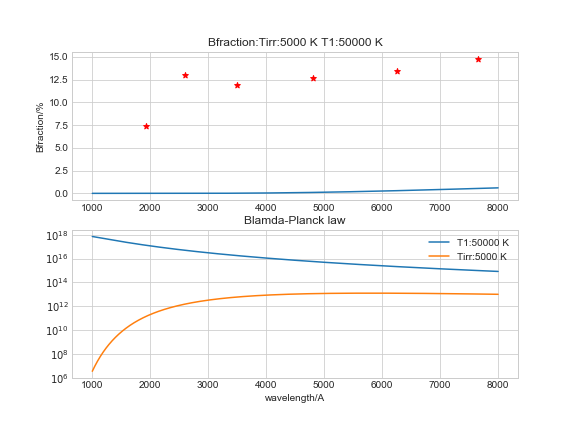 Bfraction:Tirr:5000 K T1:50000 K
15.0
12.5
10.0
7.5
5.0
2.5
0.0
Bfraction/%
1000 2000 3000 4000 5000 6000 7000 8000
Blamda-Planck law
10^18
10^16
10^14
10^12
10^10
10^8
10^6
T1:50000 K
Tirr:5000 K
1000 2000 3000 4000 5000 6000 7000 8000
wavelength/A